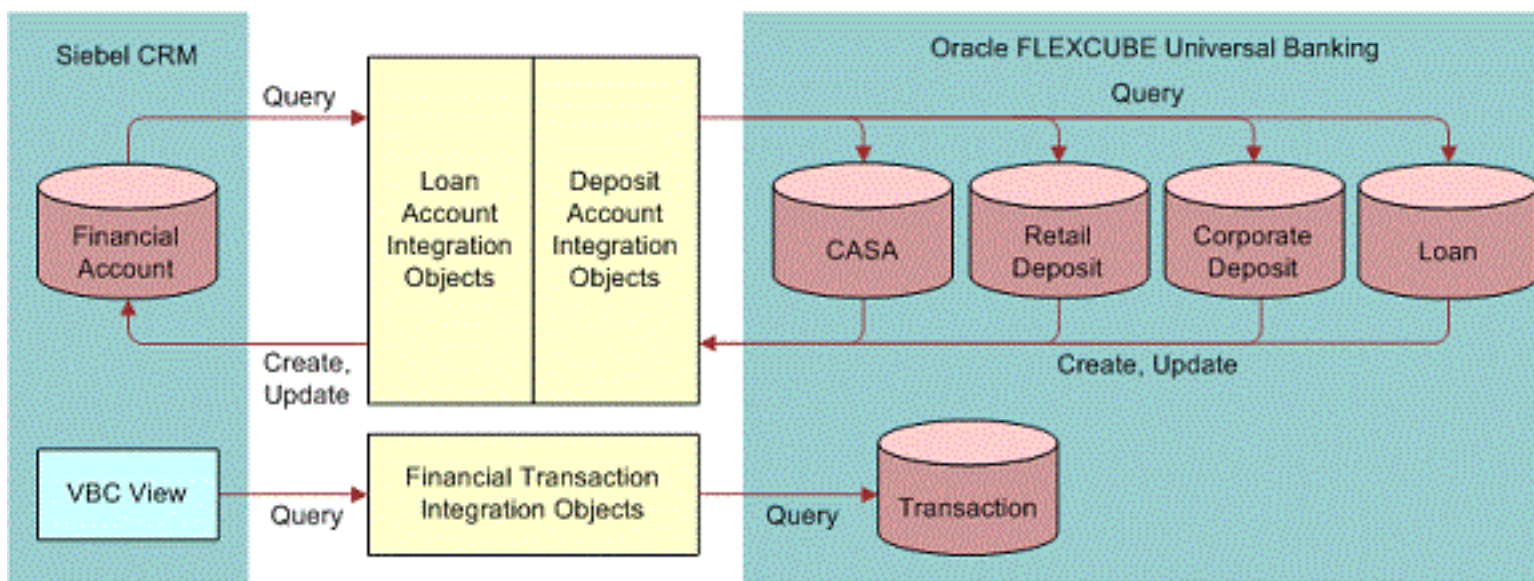 Siebel CRM
Oracle FLEXCUBE Universal Banking
Query
Query
Financial
Account
Loan
Account
Integration
Objects
Deposit
Account
Integration
Objects
CASA
Retail
Deposit
Corporate
Deposit
Loan
Create,
Update
Create, Update
VBC View
Query
Financial Transaction
Integration Objects
Query
Transaction